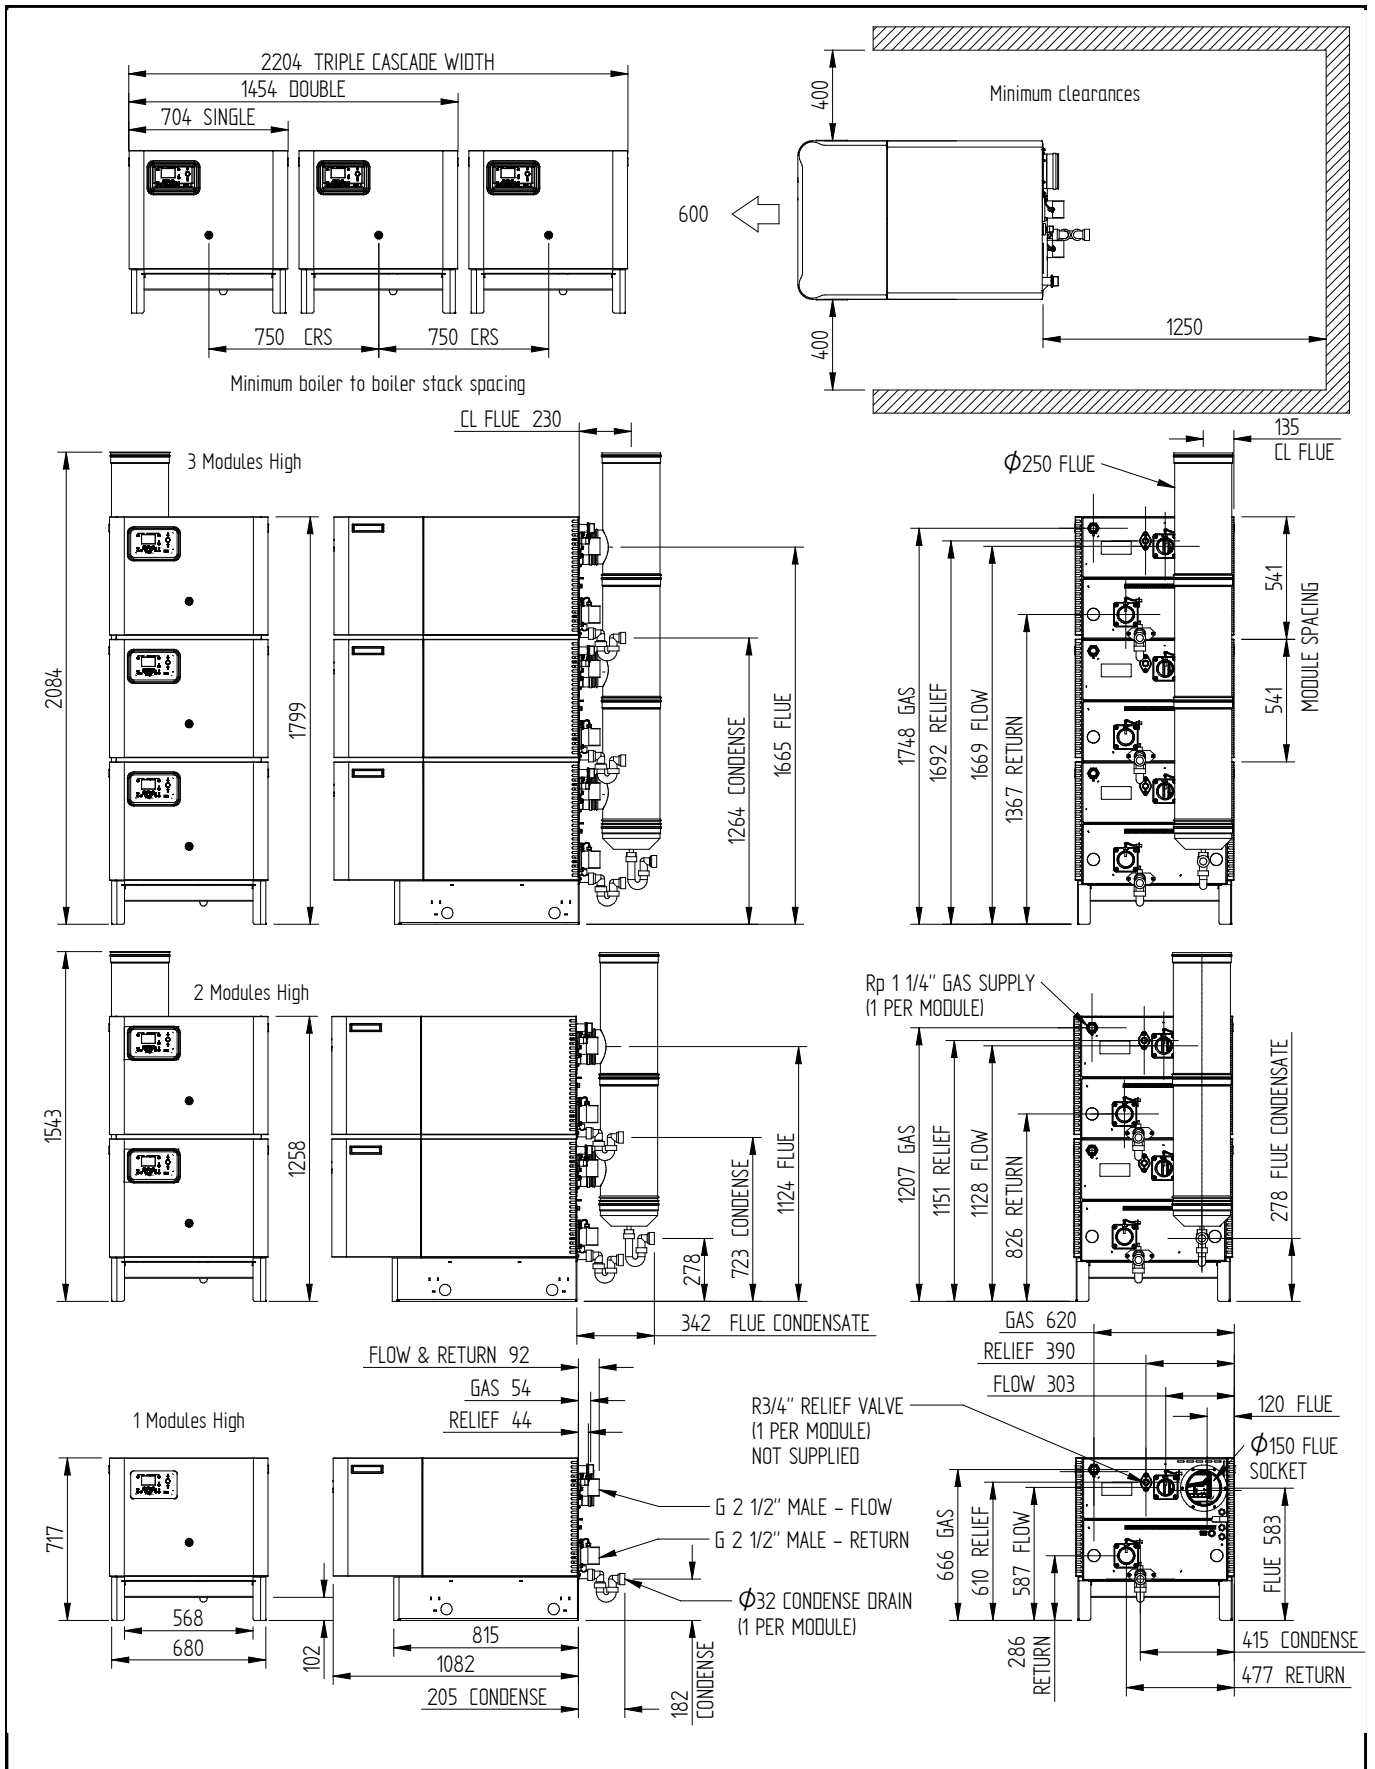 2204 TRIPLE CASCADE WIDTH
1454 DOUBLE
704 SINGLE
750 CRS
750 CRS
Minimum boiler to boiler stack spacing
400
Minimum clearances
600
400
1250
CL FLUE 230
135
CL FLUE
3 Modules High
Φ250 FLUE
2084
1799
1264 CONDENSE
1665 FLUE
1748 GAS
1692 RELIEF
1669 FLOW
1367 RETURN
541
541
MODULE SPACING
2 Modules High
Rp 1 1/4" GAS SUPPLY
(1 PER MODULE)
1543
1258
278
723 CONDENSE
1124 FLUE
342 FLUE CONDENSATE
1207 GAS
1151 RELIEF
1128 FLOW
826 RETURN
278 FLUE CONDENSATE
FLOW & RETURN 92
GAS 54
RELIEF 44
1 Modules High
R3/4" RELIEF VALVE
(1 PER MODULE)
NOT SUPPLIED
G 2 1/2" MALE - FLOW
G 2 1/2" MALE - RETURN
Φ32 CONDENSE DRAIN
(1 PER MODULE)
717
568
680
102
815
1082
205 CONDENSE
182
CONDENSE
GAS 620
RELIEF 390
FLOW 303
120 FLUE
Φ150 FLUE
SOCKET
666 GAS
610 RELIEF
587 FLOW
286
RETURN
FLUE 583
415 CONDENSE
477 RETURN